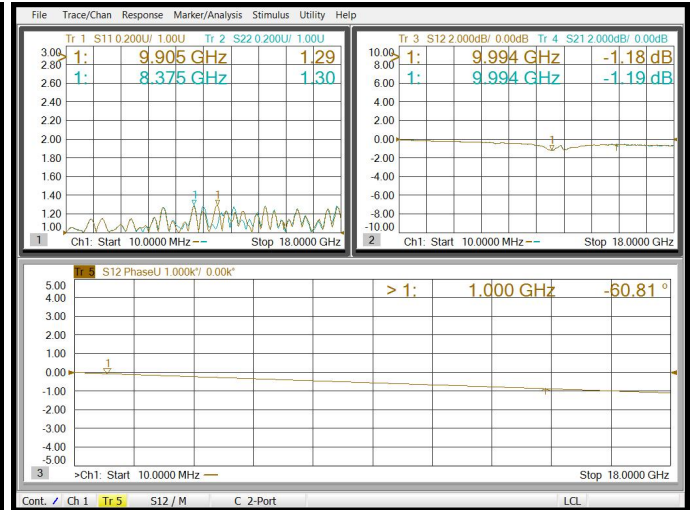 File Trace/Chan Response Marker/Analysis Stimulus Utility Help
Tr 1 S11 0.200U/ 1.00U Tr 2 S22 0.200U/ 1.00U
3.00
2.80
2.60
2.40
2.20
2.00
1.80
1.60
1.40
1.20
1.00
> 1: 9.905 GHz 1.29
1: 8.375 GHz 1.30
1 1
1 Ch1: Start 10.0000 MHz Stop 18.0000 GHz
Tr 3 S12 2.000dB/ 0.00dB Tr 4 S21 2.000dB/ 0.00dB
10.00
8.00
6.00
4.00
2.00
0.00
-2.00
-4.00
-6.00
-8.00
-10.00
> 1: 9.994 GHz -1.18 dB
1: 9.994 GHz -1.19 dB
1
2 Ch1: Start 10.0000 MHz Stop 18.0000 GHz
Tr 5 S12 PhaseU 1.000k°/ 0.00k°
5.00
4.00
3.00
2.00
1.00
0.00
-1.00
-2.00
-3.00
-4.00
-5.00
> 1: 1.000 GHz -60.81 °
1
3 >Ch1: Start 10.0000 MHz Stop 18.0000 GHz
Cont. Ch 1 Tr 5 S12 / M C 2-Port LCL